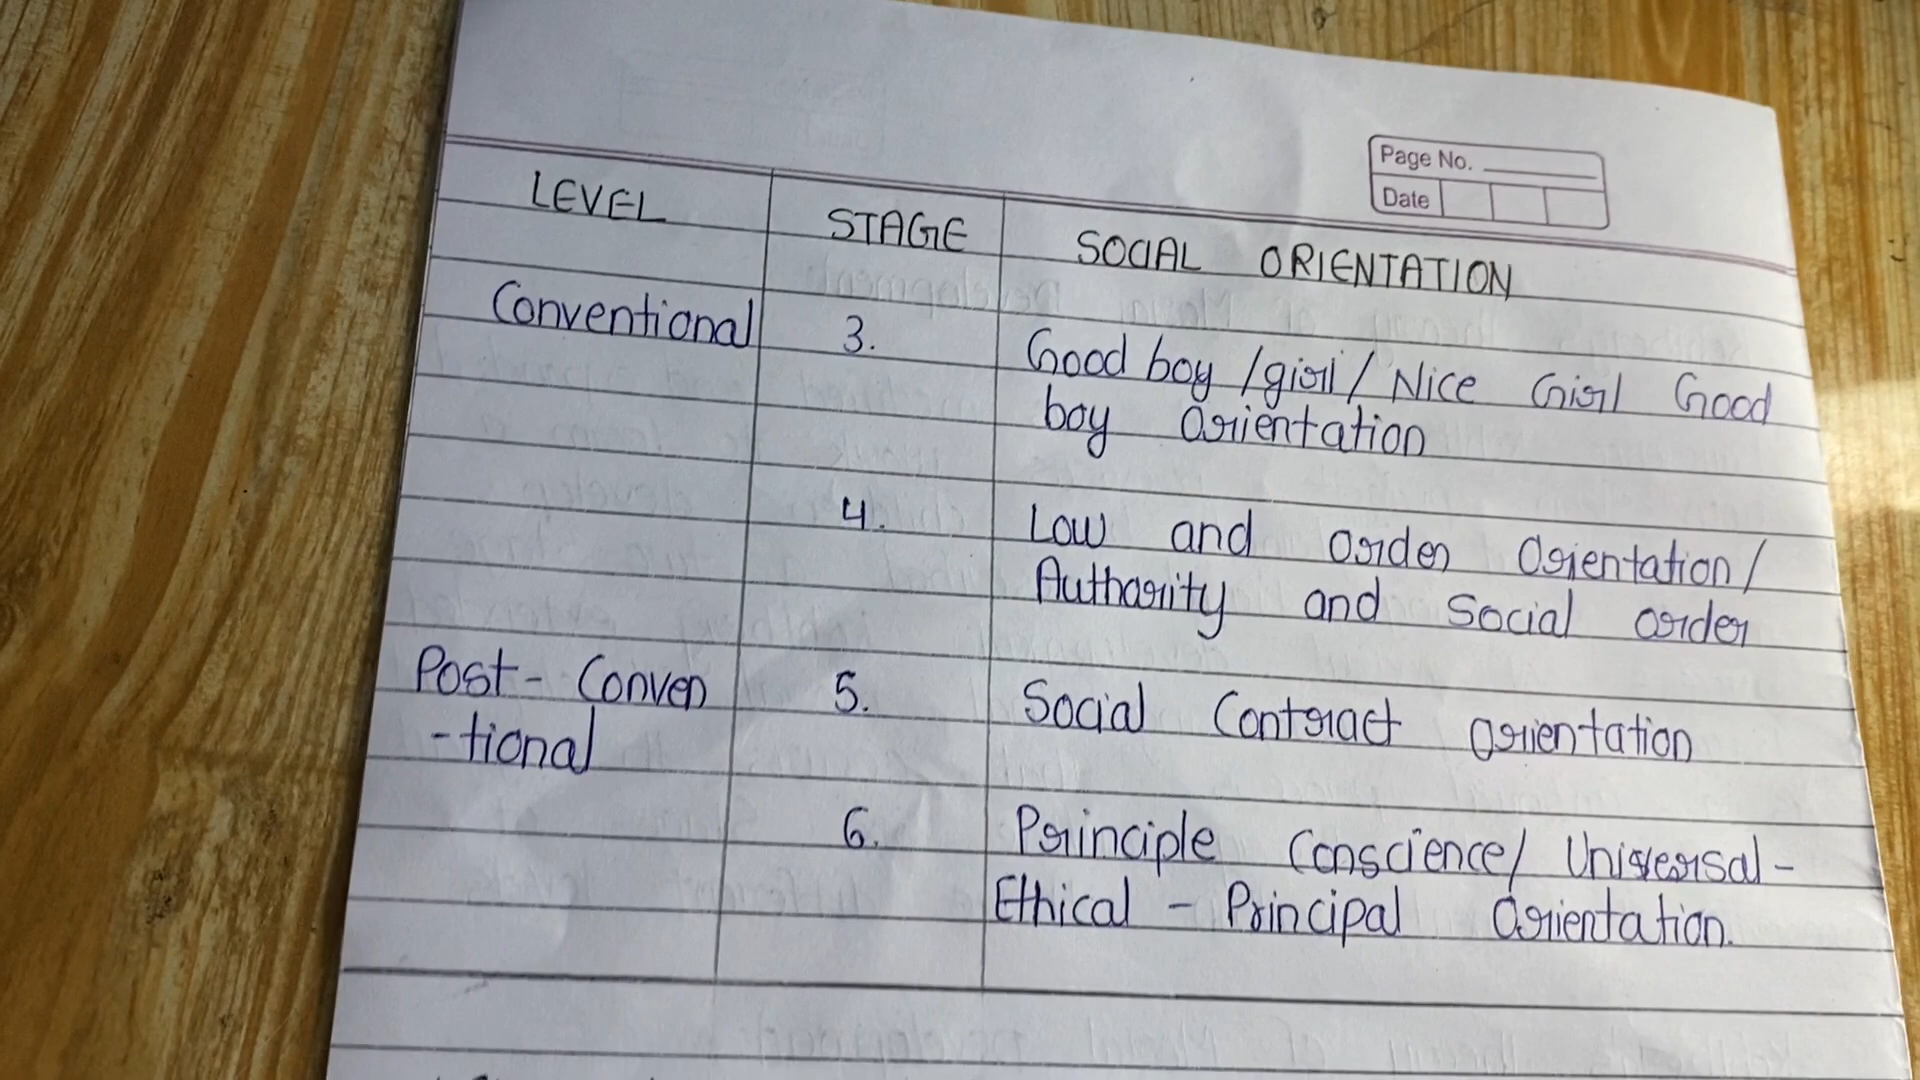 Page No.
Date
LEVEL STAGE SOCIAL ORIENTATION
Conventional 3. Good boy /girl/ Nice Girl Good
boy Orientation
4. Low and order Orientation/
Autharity and Social order
Post- Conven 5. Social Contract orientation
-tional
6. Principle Conscience/ Universal-
Ethical - Principal Orientation.